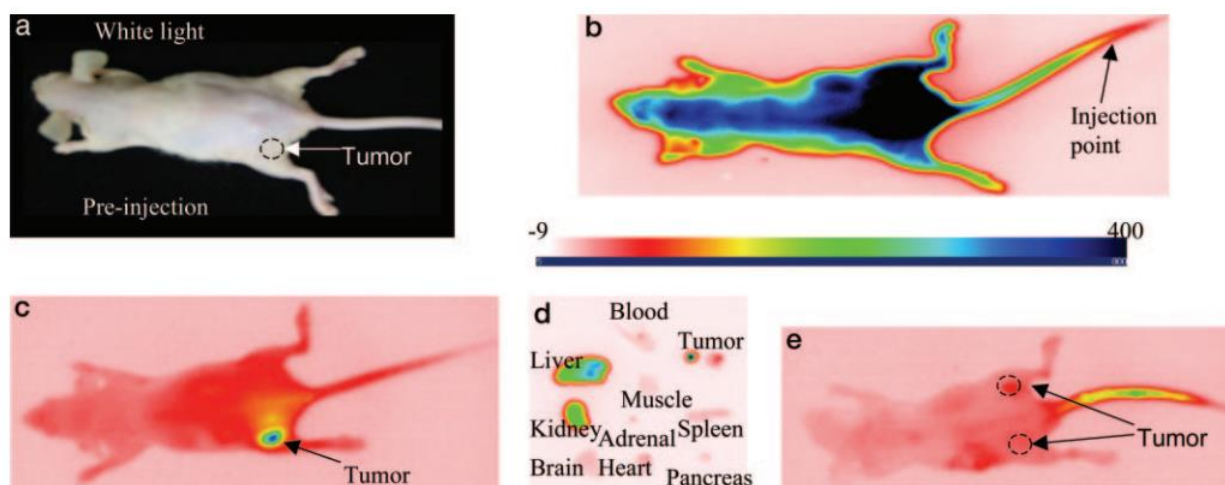 a
White light
Tumor
Pre-injection
b
Injection
point
-9
400
c
Tumor
d
Blood
Tumor
Liver
Muscle
Kidney
Adrenal
Spleen
Brain
Heart
Pancreas
e
Tumor